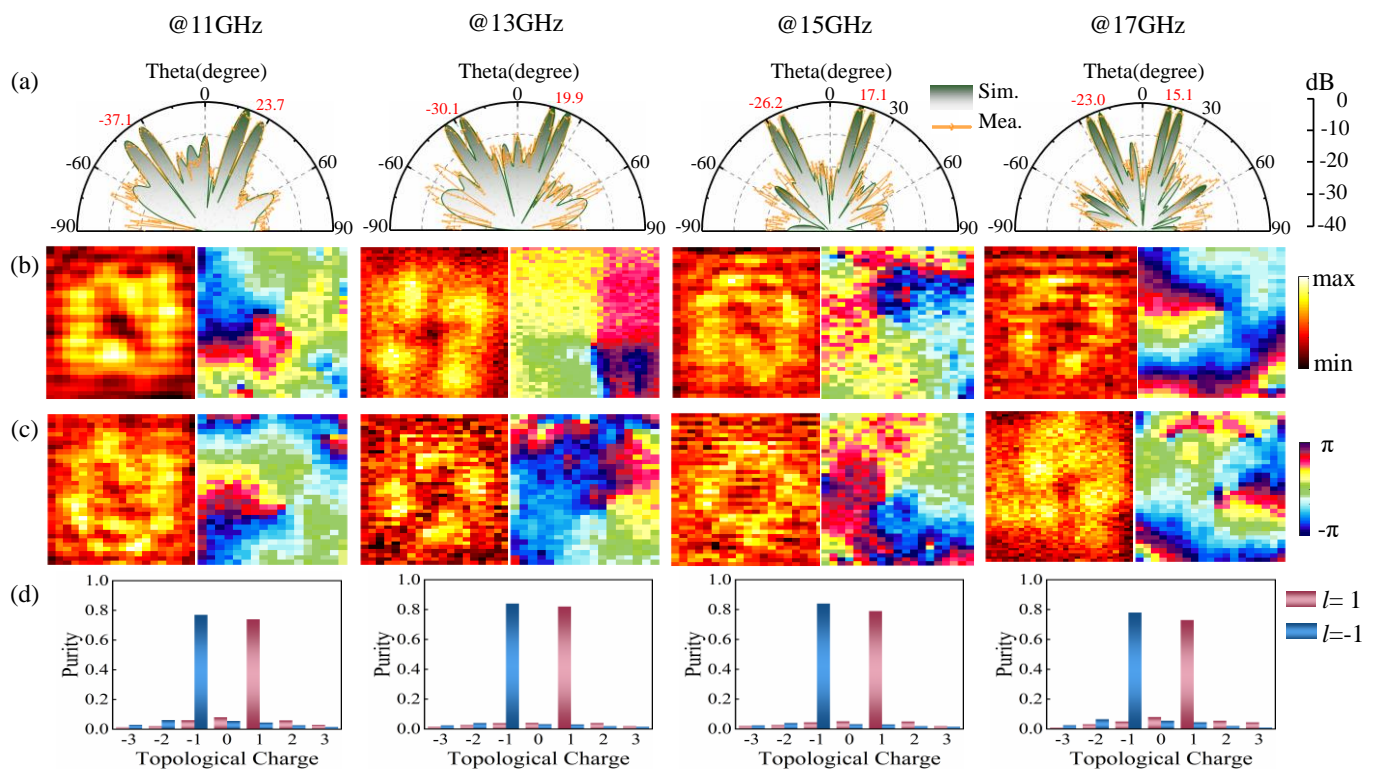 @11GHz @13GHz @15GHz @17GHz
(a)
Theta(degree) Theta(degree) Theta(degree) Theta(degree)
0 23.7 -37.1 -60 60 -90
0 19.9 -30.1 -60 60 -90 90
0 17.1 -26.2 30 -60 60 -90
0 15.1 -23.0 30 -60 60 -90 90
Sim.
Mea.
dB
0
-10
-20
-30
-40
(b)
max
min
(c)
π
-π
(d)
1.0 1.0 1.0 1.0
0.8 0.8 0.8 0.8
0.6 0.6 0.6 0.6
0.4 0.4 0.4 0.4
0.2 0.2 0.2 0.2
0.0 0.0 0.0 0.0
Purity Purity Purity Purity
-3 -2 -1 0 1 2 3 -3 -2 -1 0 1 2 3 -3 -2 -1 0 1 2 3 -3 -2 -1 0 1 2 3
Topological Charge Topological Charge Topological Charge Topological Charge
l= 1
l=-1